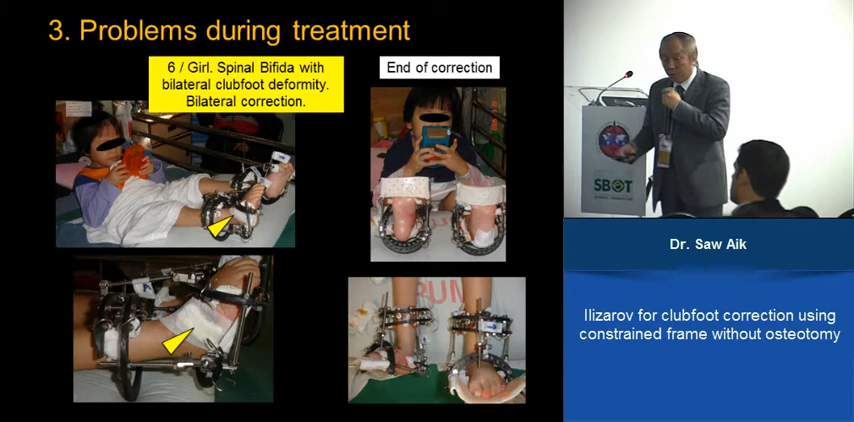 3. Problems during treatment
6 / Girl. Spinal Bifida with
bilateral clubfoot deformity.
Bilateral correction.
End of correction
SBOT
Dr. Saw Aik
Ilizarov for clubfoot correction using
constrained frame without osteotomy